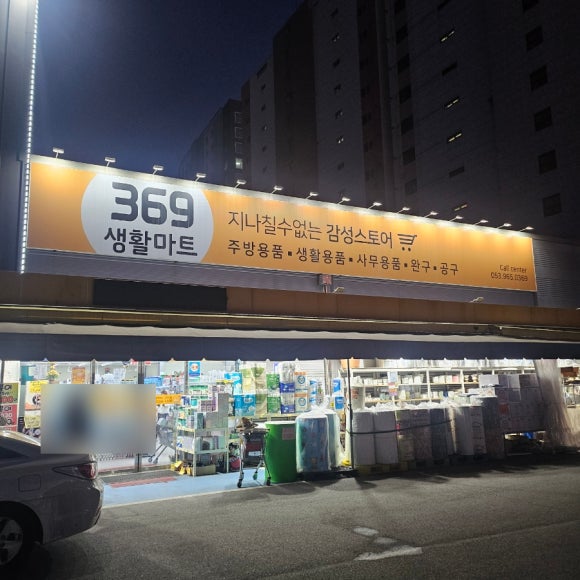 369
생활마트
지나칠수없는 감성스토어
주방용품▪생활용품▪사무용품▪완구▪공구
call center
053.965.0369